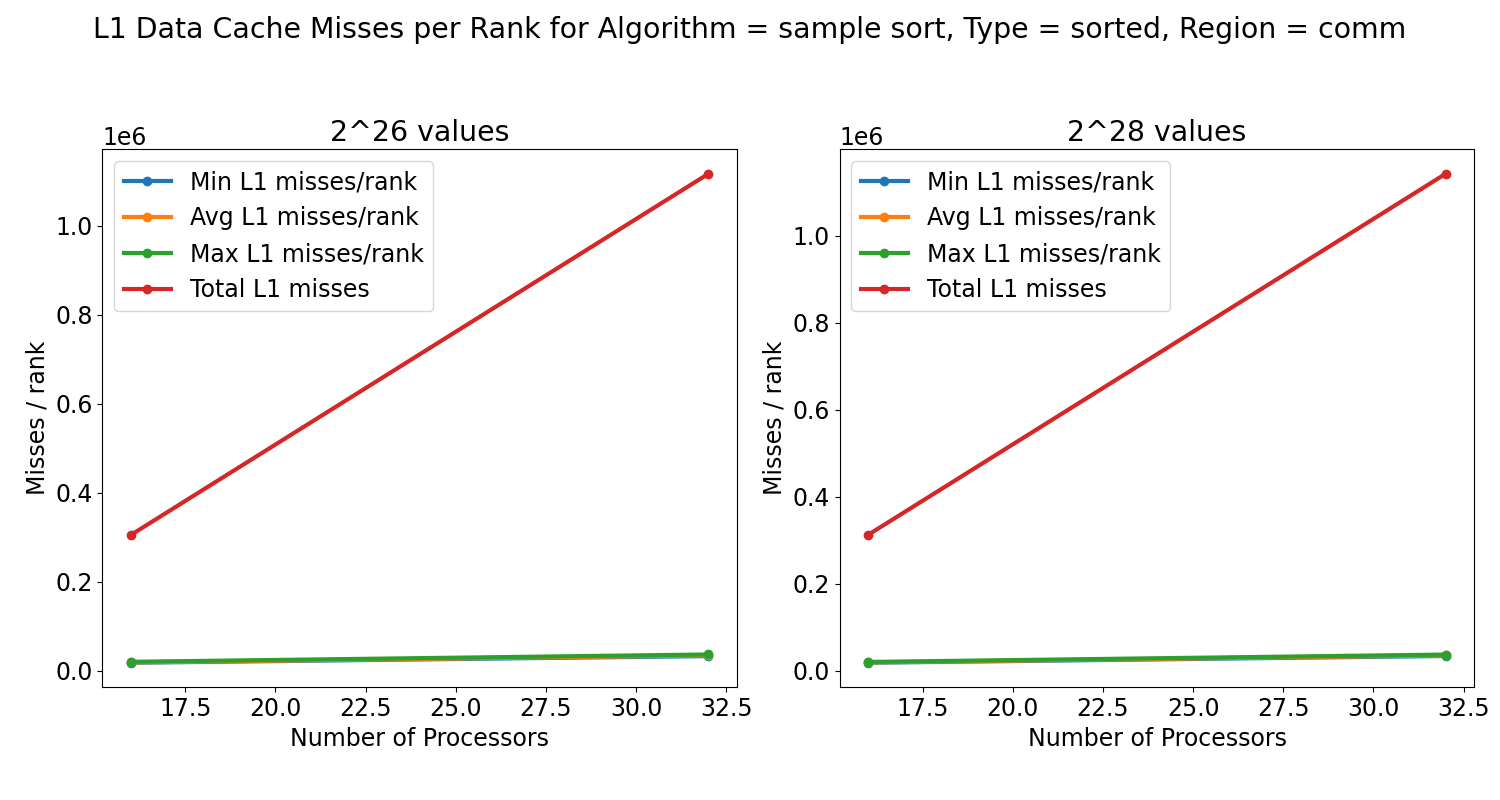 L1 Data Cache Misses per Rank for Algorithm = sample sort, Type = sorted, Region = comm
2^26 values
1e6
Min L1 misses/rank
Avg L1 misses/rank
Max L1 misses/rank
Total L1 misses
1.0
0.8
0.6
0.4
0.2
0.0
Misses / rank
17.5 20.0 22.5 25.0 27.5 30.0 32.5
Number of Processors
2^28 values
1e6
Min L1 misses/rank
Avg L1 misses/rank
Max L1 misses/rank
Total L1 misses
1.0
0.8
0.6
0.4
0.2
0.0
Misses / rank
17.5 20.0 22.5 25.0 27.5 30.0 32.5
Number of Processors